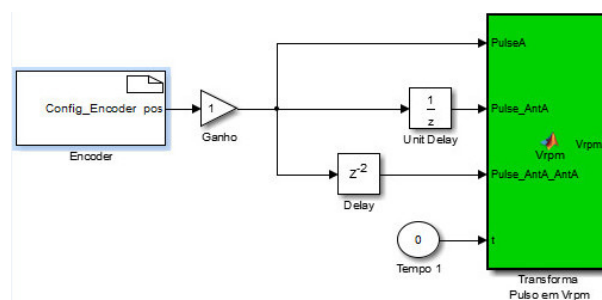 PulseA
Config_Encoder pos
1
Ganho
Encoder
1
z
Unit Delay
Pulse_AntA
Vrpm
Vrpm
z-2
Delay
Pulse_AntA_AntA
0
Tempo 1
t
Transforma
Pulso em Vrpm